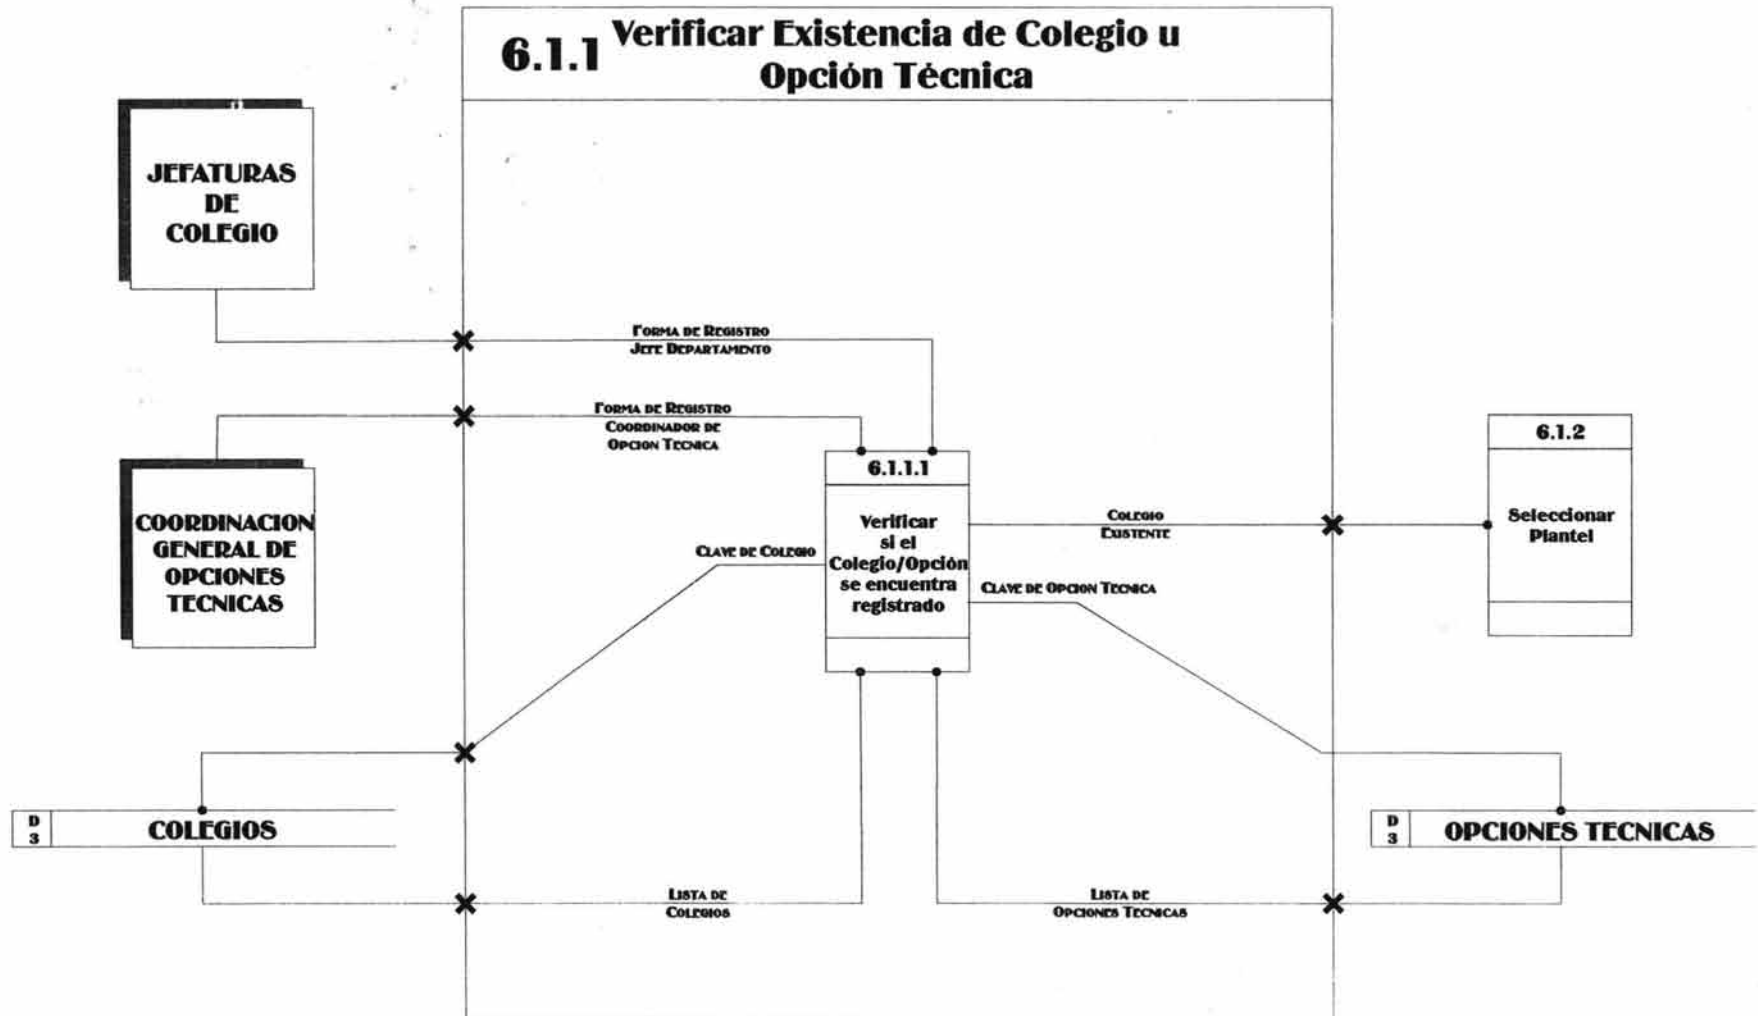 6.1.1 Verificar Existencia de Colegio u
Opción Técnica
JEFATURAS
DE
COLEGIO
FORMA DE REGISTRO
JEFE DEPARTAMENTO
FORMA DE REGISTRO
COORDINADOR DE
OPCION TECNICA
COORDINACION
GENERAL DE
OPCIONES
TECNICAS
6.1.1.1
Verificar
si el
Colegio/Opción
se encuentra
registrado
6.1.2
Seleccionar
Plantel
COLEGIO
EXISTENTE
CLAVE DE COLEGIO
CLAVE DE OPCION TECNICA
D
3
COLEGIOS
D
3
OPCIONES TECNICAS
LISTA DE
COLEGIOS
LISTA DE
OPCIONES TECNICAS